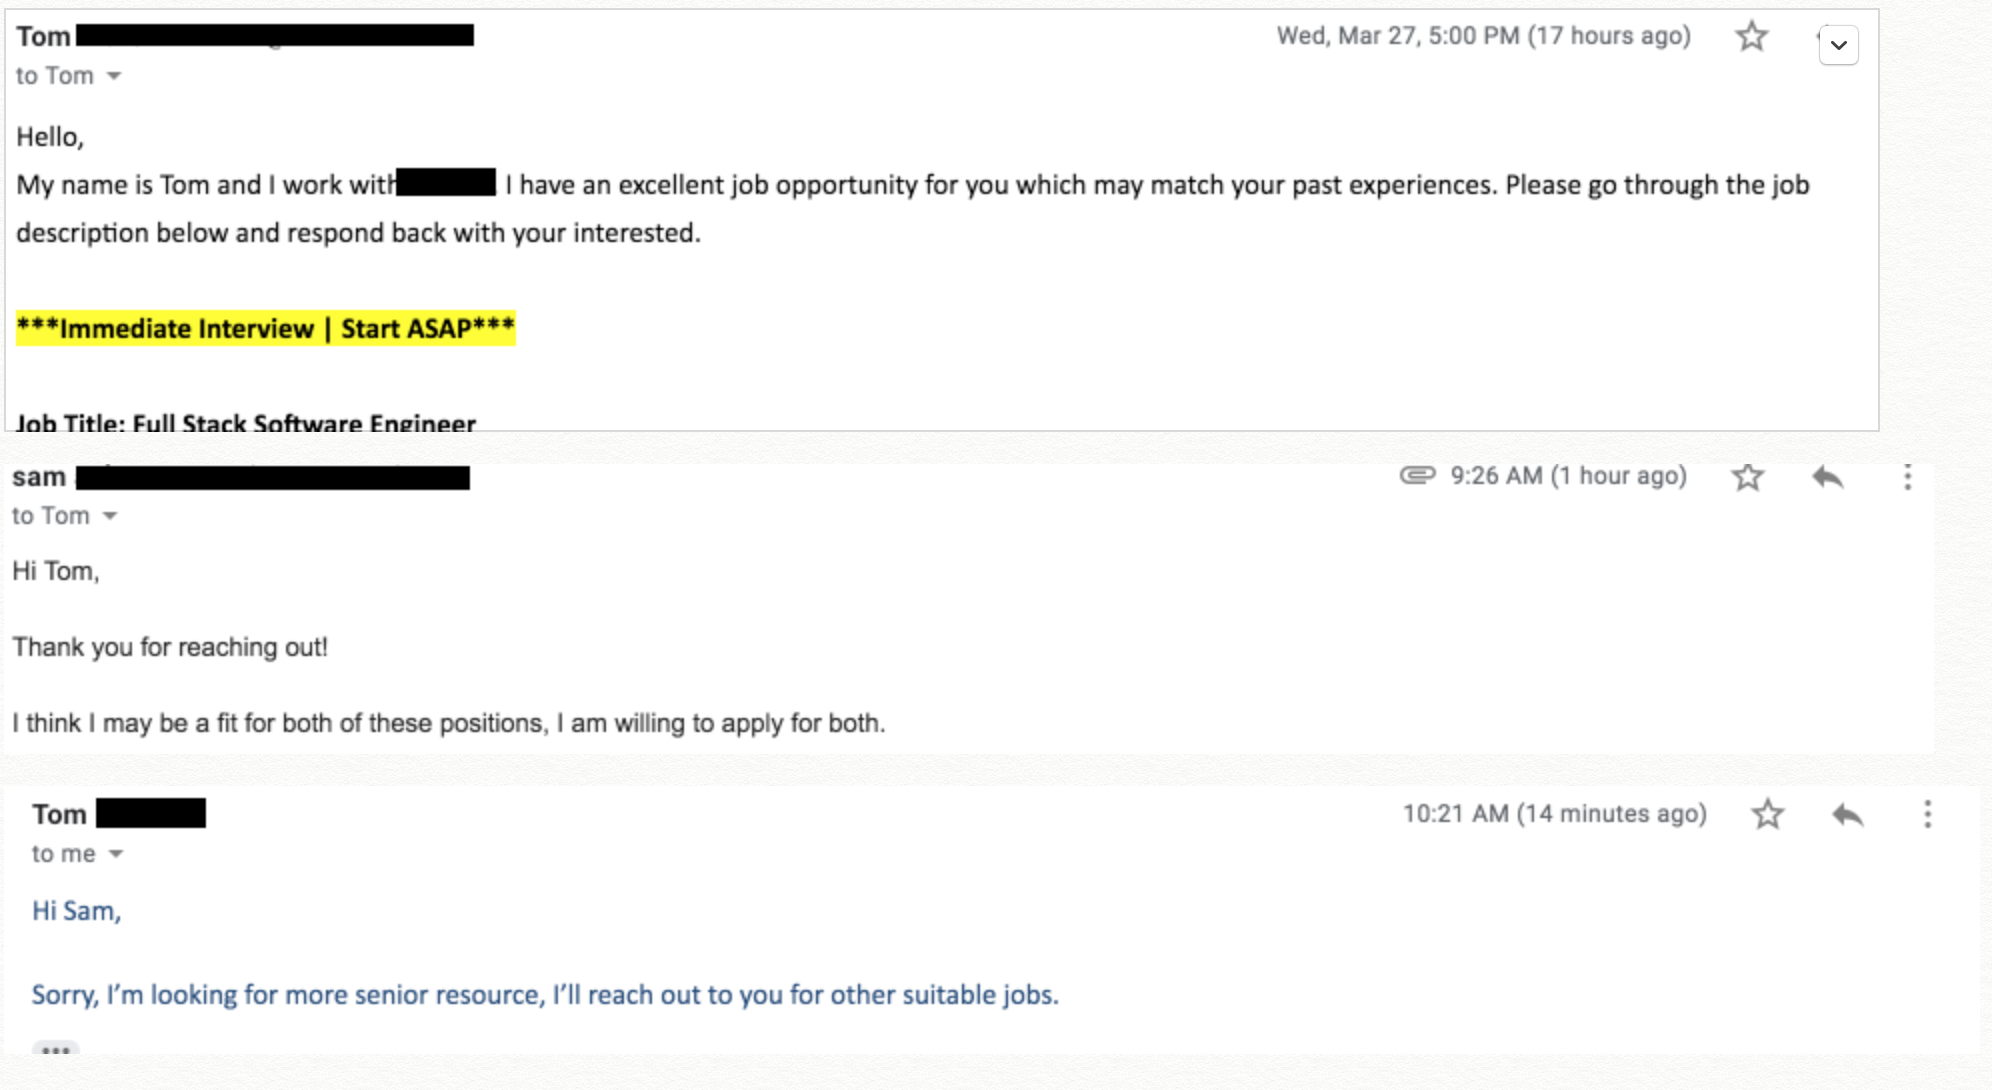 Tom
Wed, Mar 27, 5:00 PM (17 hours ago)
to Tom
Hello,
My name is Tom and I work with I have an excellent job opportunity for you which may match your past experiences. Please go through the job
description below and respond back with your interested.
***Immediate Interview | Start ASAP***
Job Title: Full Stack Software Engineer
sam
9:26 AM (1 hour ago)
to Tom
Hi Tom,
Thank you for reaching out!
I think I may be a fit for both of these positions, I am willing to apply for both.
Tom
10:21 AM (14 minutes ago)
to me
Hi Sam,
Sorry, I’m looking for more senior resource, I’ll reach out to you for other suitable jobs.